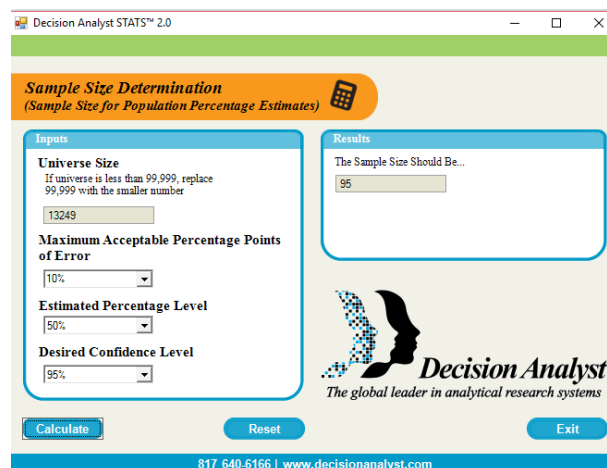 Decision Analyst STATS™ 2.0
Sample Size Determination
(Sample Size for Population Percentage Estimates)
Inputs
Universe Size
If universe is less than 99,999, replace
99,999 with the smaller number
13249
Maximum Acceptable Percentage Points
of Error
10%
Estimated Percentage Level
50%
Desired Confidence Level
95%
Results
The Sample Size Should Be...
95
Decision Analyst
The global leader in analytical research systems
Calculate
Reset
Exit
817 640-6166 | www.decisionanalyst.com